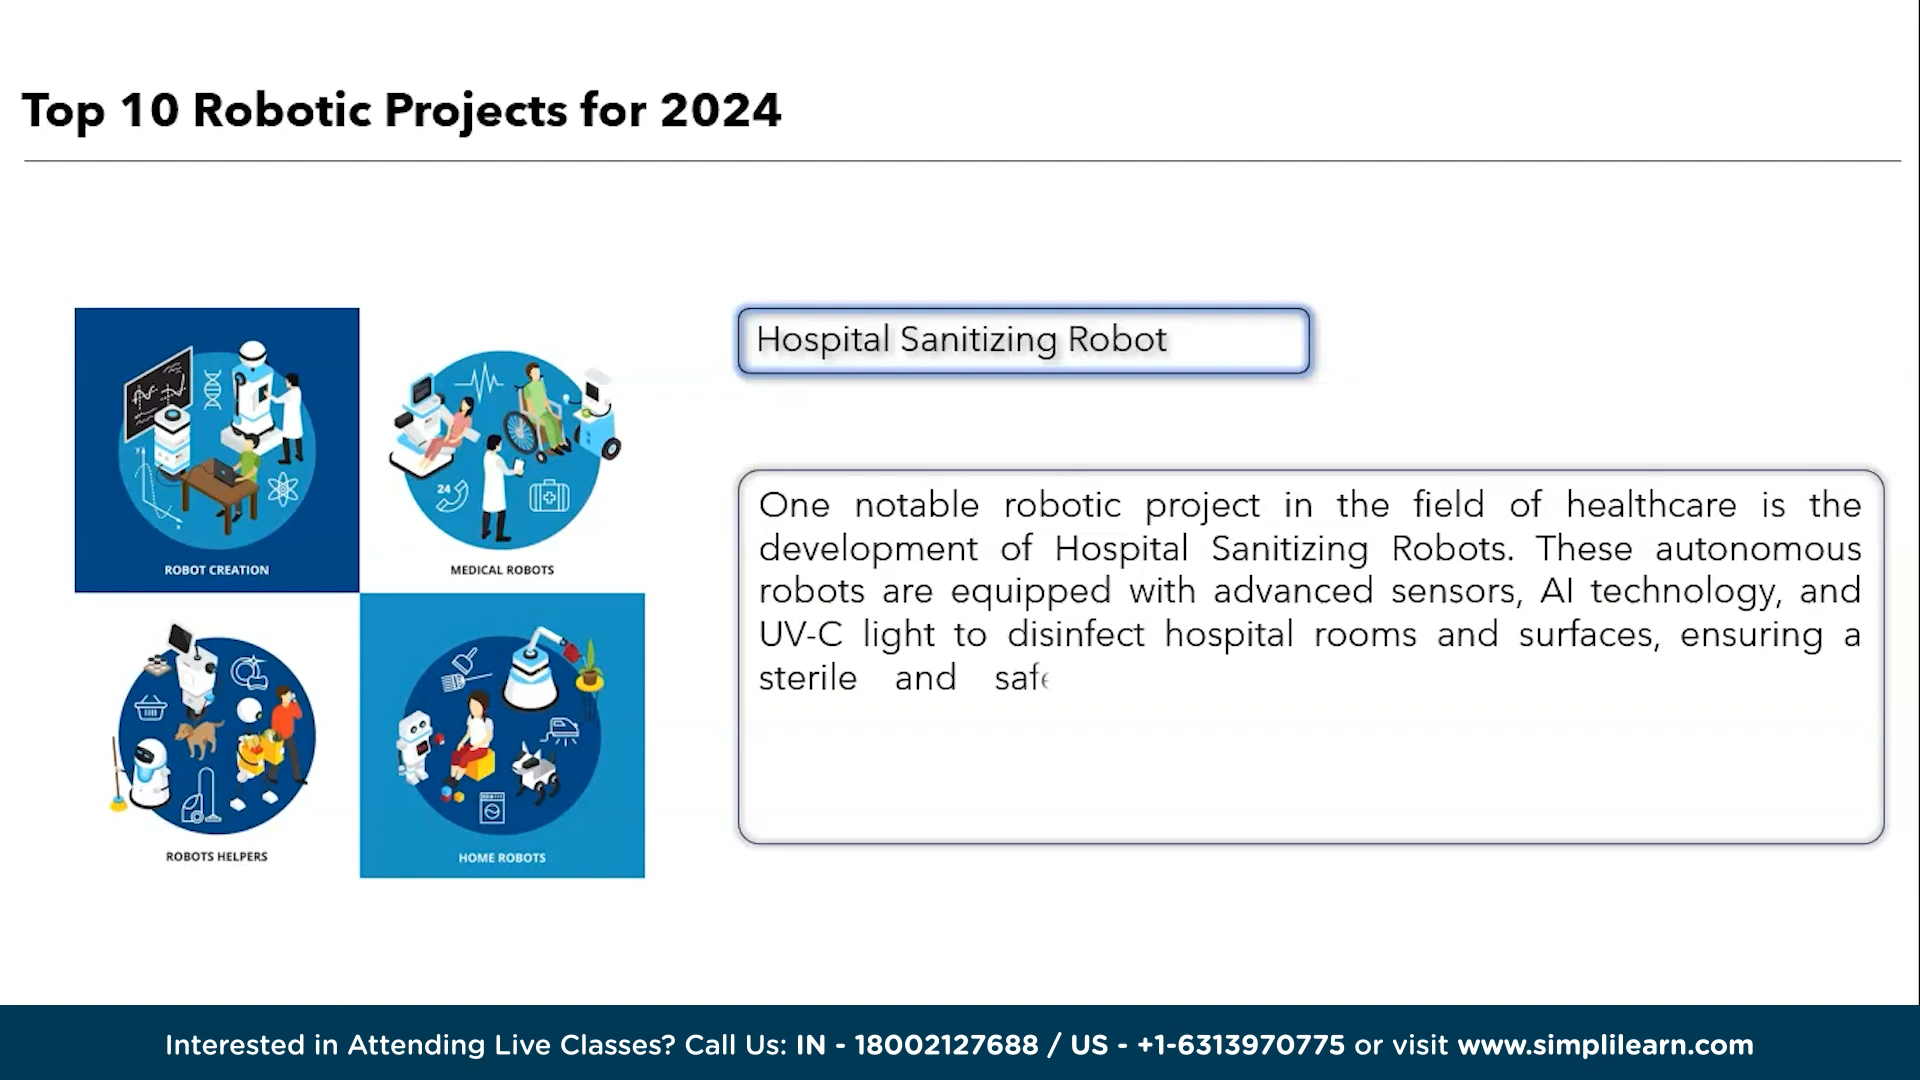 Top 10 Robotic Projects for 2024
Hospital Sanitizing Robot
One notable robotic project in the field of healthcare is the
development of Hospital Sanitizing Robots. These autonomous
robots are equipped with advanced sensors, AI technology, and
UV-C light to disinfect hospital rooms and surfaces, ensuring a
sterile and safe
ROBOT CREATION
24
MEDICAL ROBOTS
ROBOTS HELPERS
HOME ROBOTS
Interested in Attending Live Classes? Call Us: IN - 18002127688 / US - +1-6313970775 or visit www.simplilearn.com